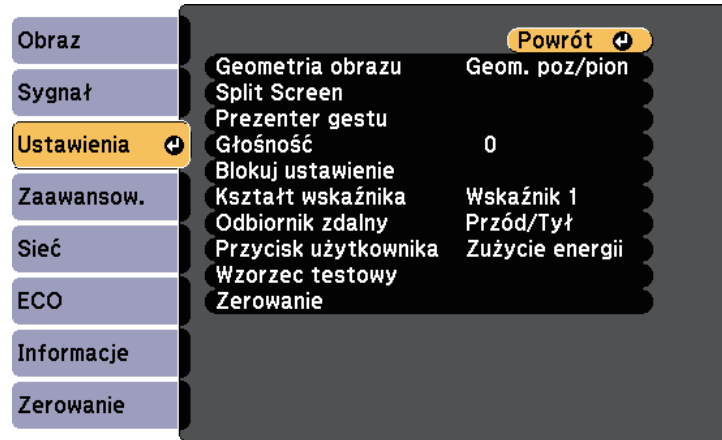 Obraz
Sygnał
Ustawienia
Zaawansow.
Sieć
ECO
Informacje
Zerowanie
Powrót
Geometria obrazu Geom. poz/pion
Split Screen
Prezenter gestu
Głośność 0
Blokuj ustawienie
Kształt wskaźnika Wskaźnik 1
Odbiornik zdalny Przód/Tył
Przycisk użytkownika Zużycie energii
Wzorzec testowy
Zerowanie